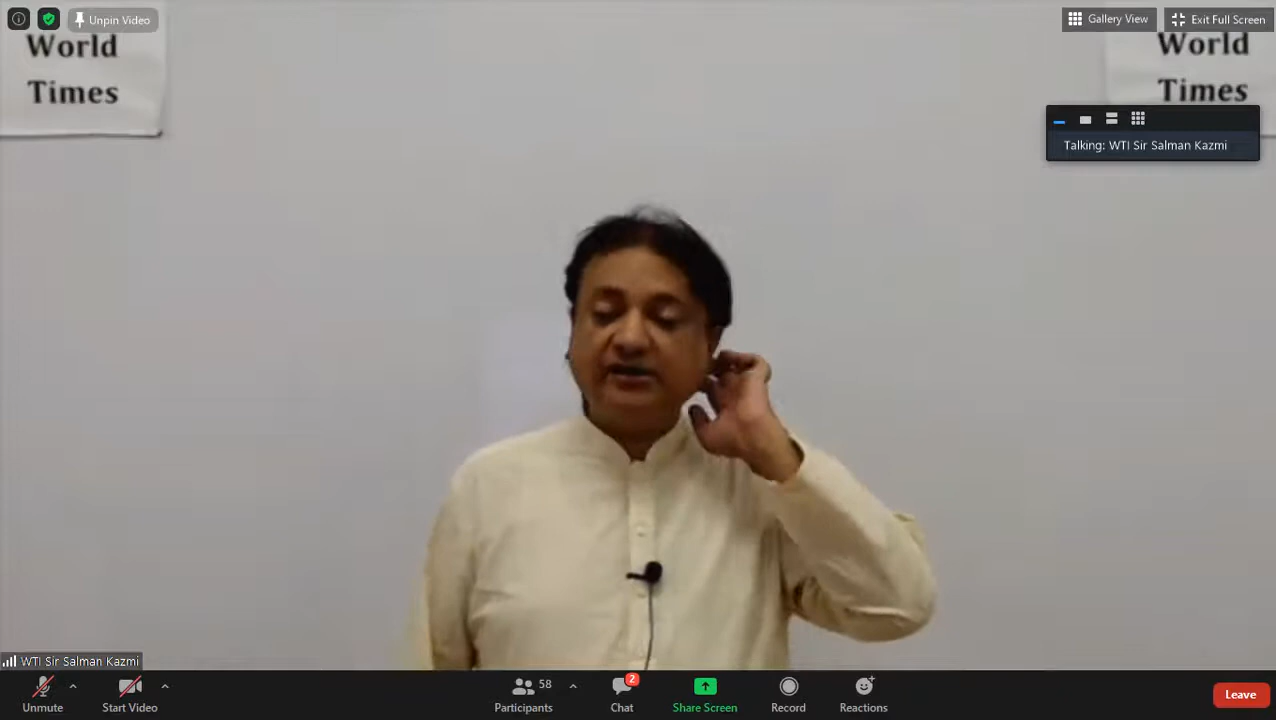 Unpin Video
Gallery View
Exit Full Screen
World
Times
World
Times
Talking: WTI Sir Salman Kazmi
WTI Sir Salman Kazmi
Unmute
Start Video
58
Participants
2
Chat
Share Screen
Record
Reactions
Leave